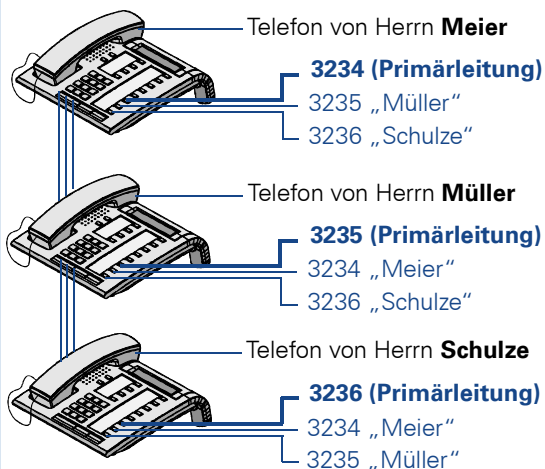 Telefon von Herrn Meier
3234 (Primärleitung)
3235 „Müller“
3236 „Schulze“
Telefon von Herrn Müller
3235 (Primärleitung)
3234 „Meier“
3236 „Schulze“
Telefon von Herrn Schulze
3236 (Primärleitung)
3234 „Meier“
3235 „Müller“